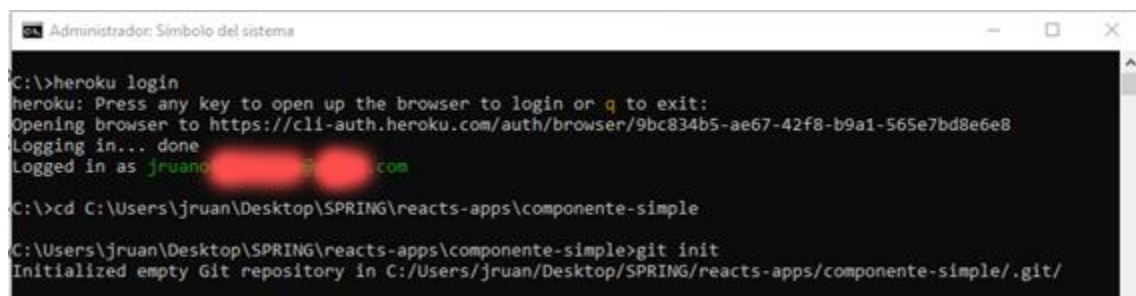 Administrador: Símbolo del sistema
C:\>heroku login
heroku: Press any key to open up the browser to login or q to exit:
Opening browser to https://cli-auth.heroku.com/auth/browser/9bc834b5-ae67-42f8-b9a1-565e7bd8e6e8
Logging in... done
Logged in as jruano .com
C:\>cd C:\Users\jruan\Desktop\SPRING\reacts-apps\componente-simple
C:\Users\jruan\Desktop\SPRING\reacts-apps\componente-simple>git init
Initialized empty Git repository in C:/Users/jruan/Desktop/SPRING/reacts-apps/componente-simple/.git/